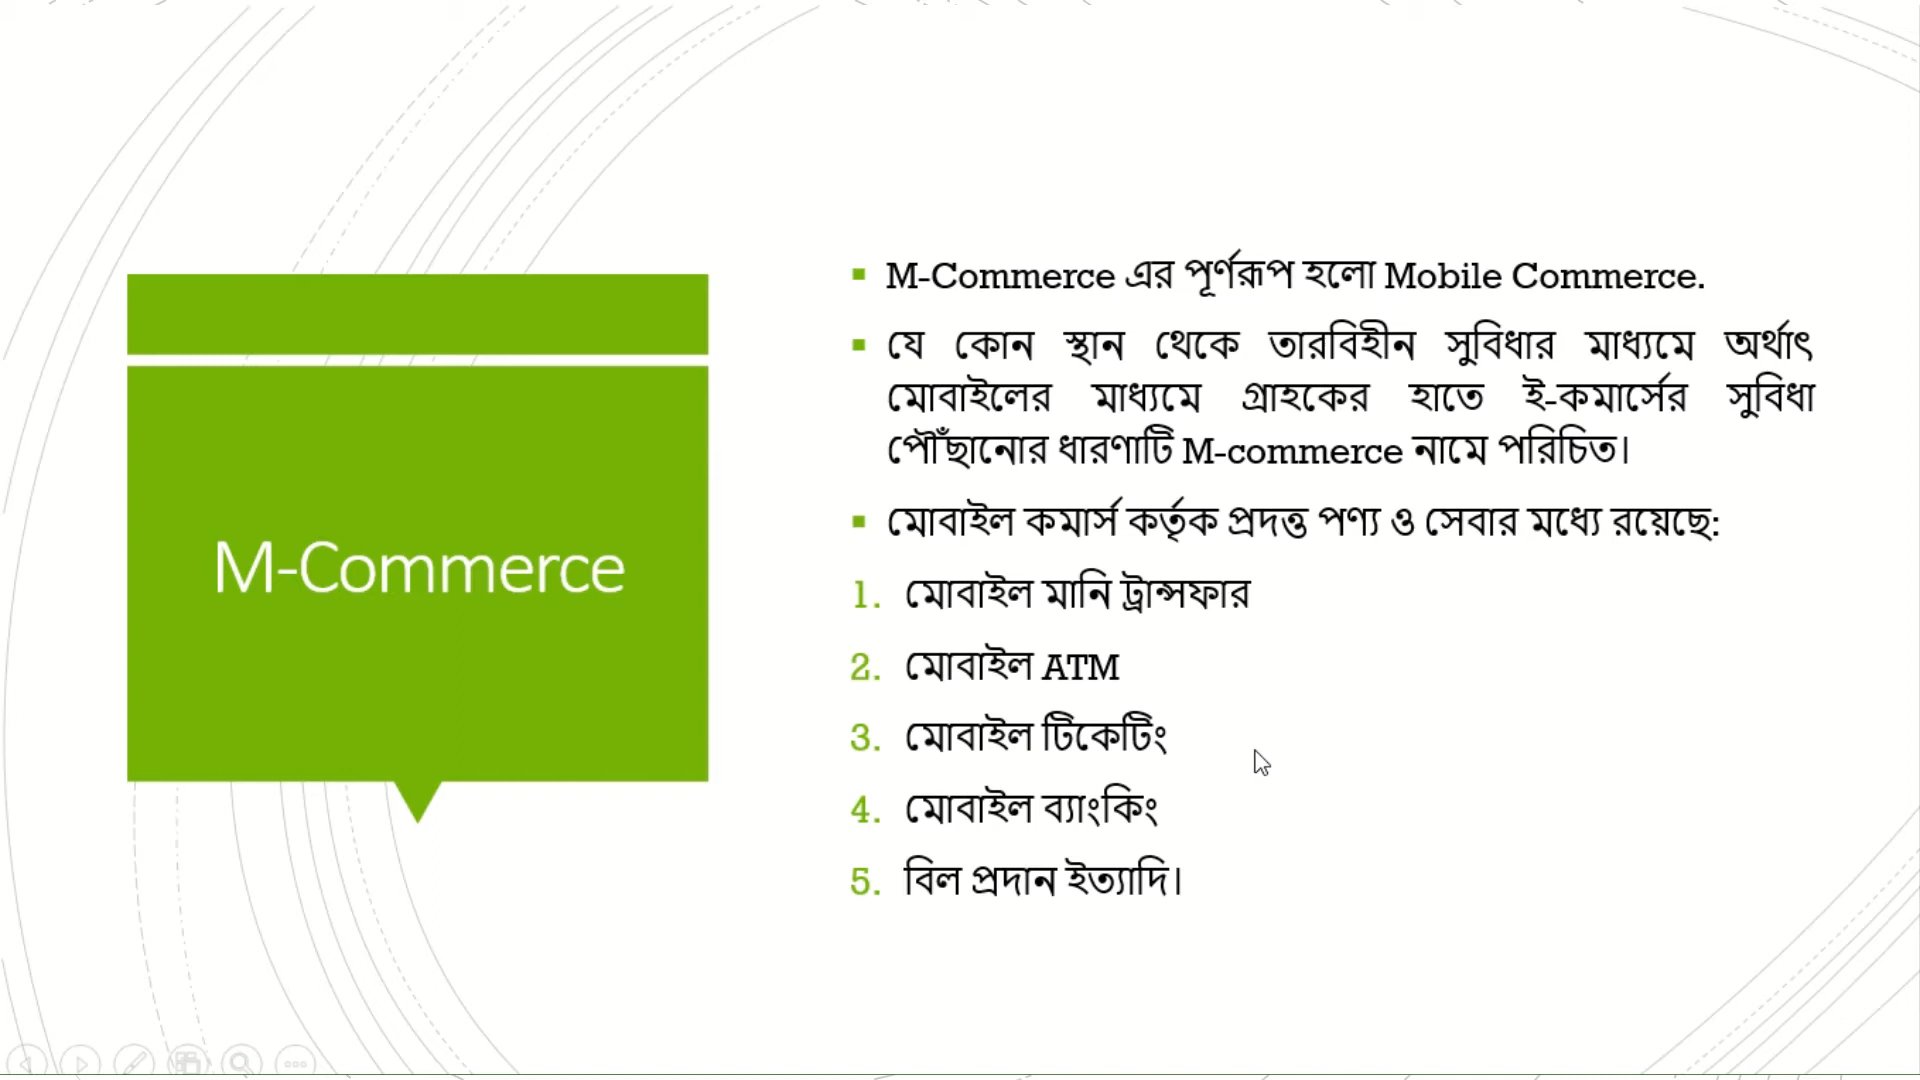 M-Commerce
M-Commerce এর পূর্ণরূপ হলো Mobile Commerce.
যে কোন স্থান থেকে তারবিহীন সুবিধার মাধ্যমে অর্থাৎ
মোবাইলের মাধ্যমে গ্রাহকের হাতে ই-কমার্সের সুবিধা
পৌঁছানোর ধারণাটি M-commerce নামে পরিচিত।
মোবাইল কমার্স কর্তৃক প্রদত্ত পণ্য ও সেবার মধ্যে রয়েছে:
1. মোবাইল মানি ট্রান্সফার
2. মোবাইল ATM
3. মোবাইল টিকেটিং
4. মোবাইল ব্যাংকিং
5. বিল প্রদান ইত্যাদি।